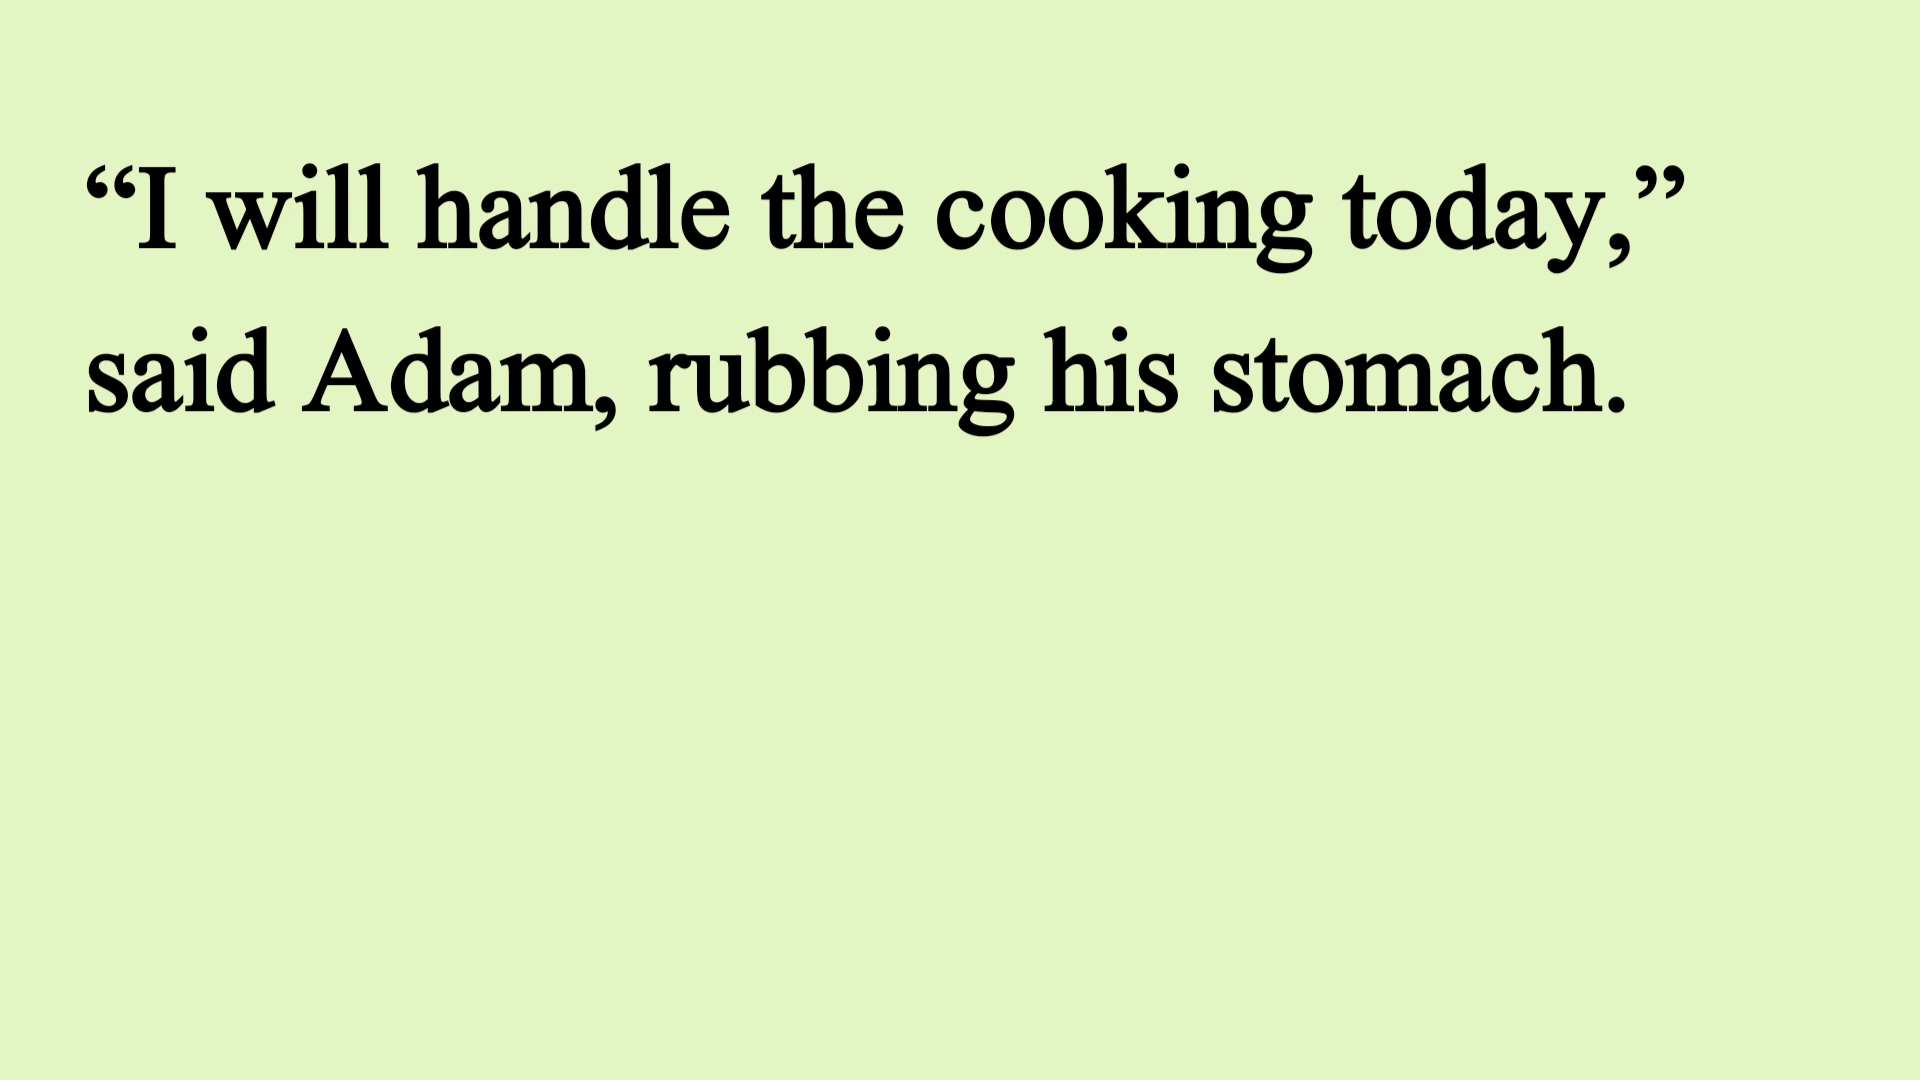 “I will handle the cooking today,”
said Adam, rubbing his stomach.